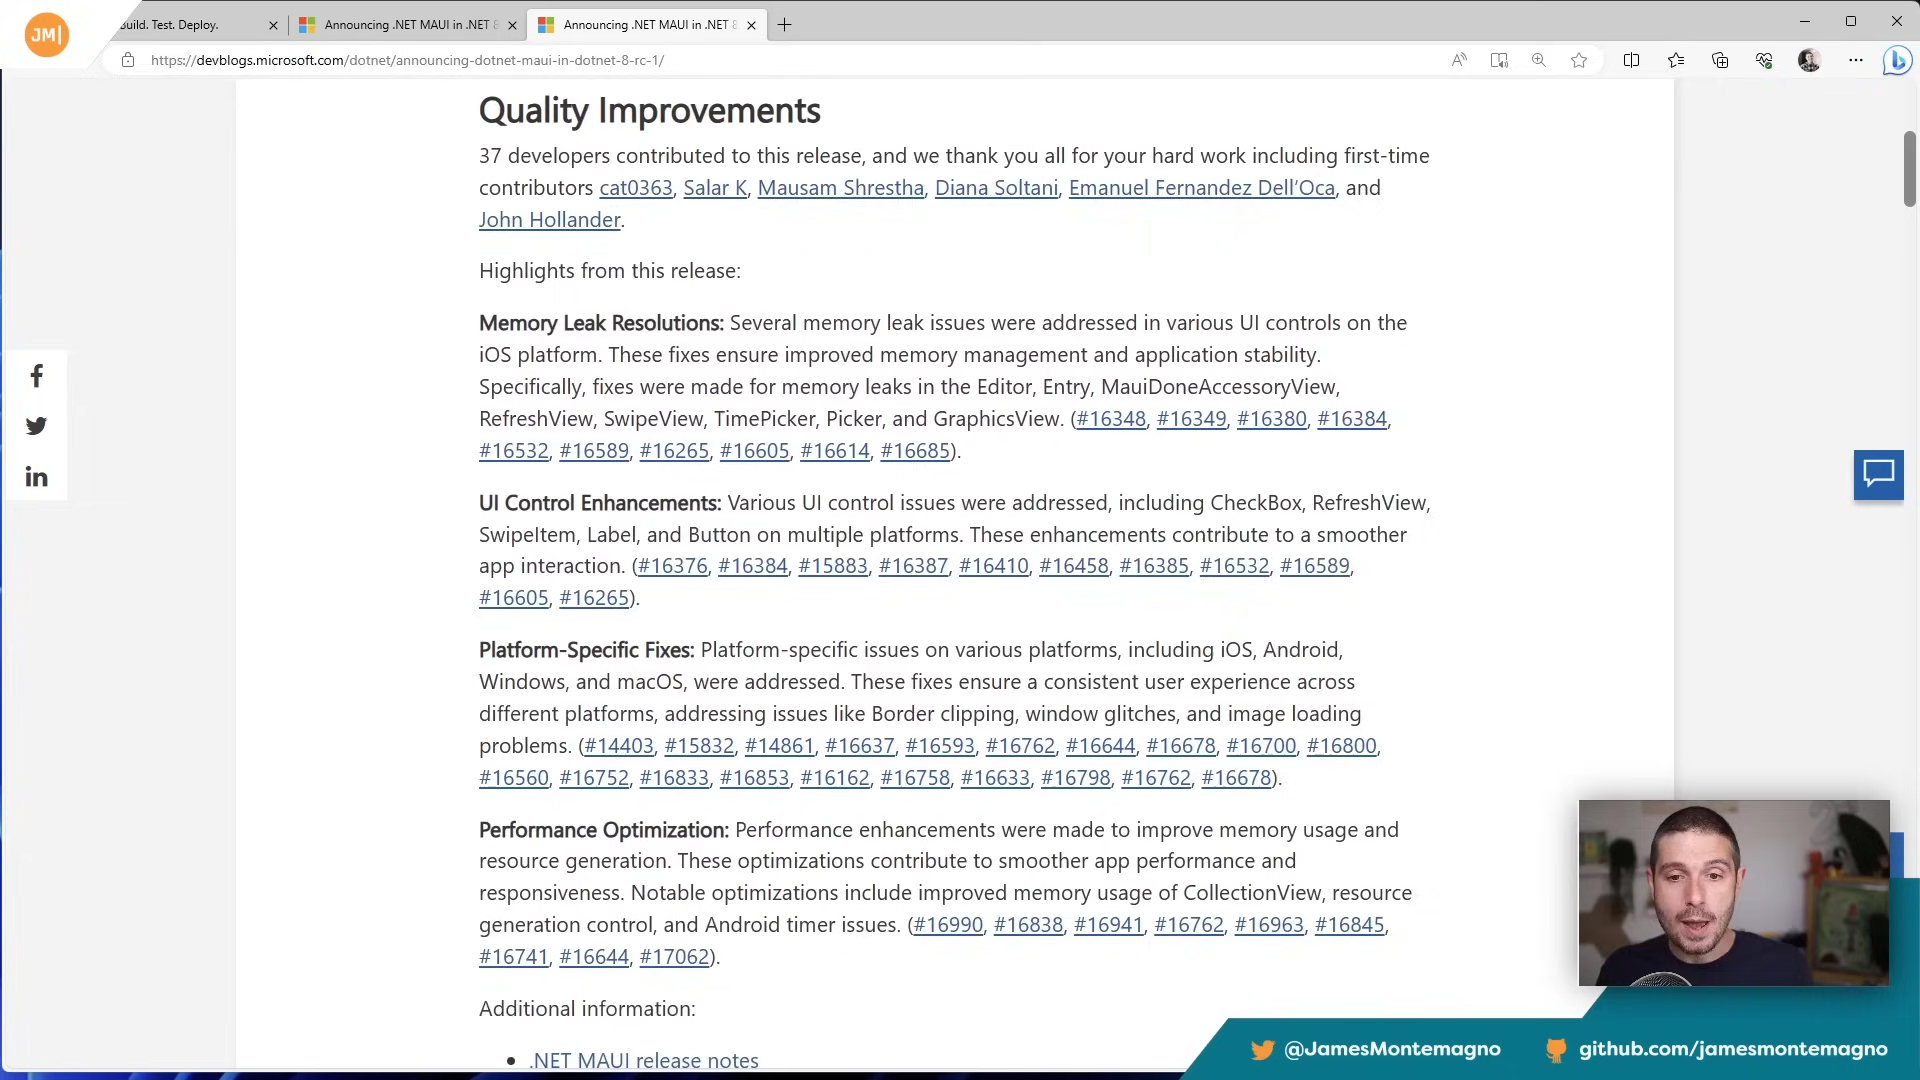 JM|
Build. Test. Deploy.
Announcing .NET MAUI in .NET 8
Announcing .NET MAUI in .NET 8
https://devblogs.microsoft.com/dotnet/announcing-dotnet-maui-in-dotnet-8-rc-1/
Quality Improvements
37 developers contributed to this release, and we thank you all for your hard work including first-time
contributors cat0363, Salar K, Mausam Shrestha, Diana Soltani, Emanuel Fernandez Dell’Oca, and
John Hollander.
Highlights from this release:
Memory Leak Resolutions: Several memory leak issues were addressed in various UI controls on the
iOS platform. These fixes ensure improved memory management and application stability.
Specifically, fixes were made for memory leaks in the Editor, Entry, MauiDoneAccessoryView,
RefreshView, SwipeView, TimePicker, Picker, and GraphicsView. (#16348, #16349, #16380, #16384,
#16532, #16589, #16265, #16605, #16614, #16685).
UI Control Enhancements: Various UI control issues were addressed, including CheckBox, RefreshView,
SwipeItem, Label, and Button on multiple platforms. These enhancements contribute to a smoother
app interaction. (#16376, #16384, #15883, #16387, #16410, #16458, #16385, #16532, #16589,
#16605, #16265).
Platform-Specific Fixes: Platform-specific issues on various platforms, including iOS, Android,
Windows, and macOS, were addressed. These fixes ensure a consistent user experience across
different platforms, addressing issues like Border clipping, window glitches, and image loading
problems. (#14403, #15832, #14861, #16637, #16593, #16762, #16644, #16678, #16700, #16800,
#16560, #16752, #16833, #16853, #16162, #16758, #16633, #16798, #16762, #16678).
Performance Optimization: Performance enhancements were made to improve memory usage and
resource generation. These optimizations contribute to smoother app performance and
responsiveness. Notable optimizations include improved memory usage of CollectionView, resource
generation control, and Android timer issues. (#16990, #16838, #16941, #16762, #16963, #16845,
#16741, #16644, #17062).
Additional information:
• .NET MAUI release notes
@JamesMontemagno
github.com/jamesmontemagno